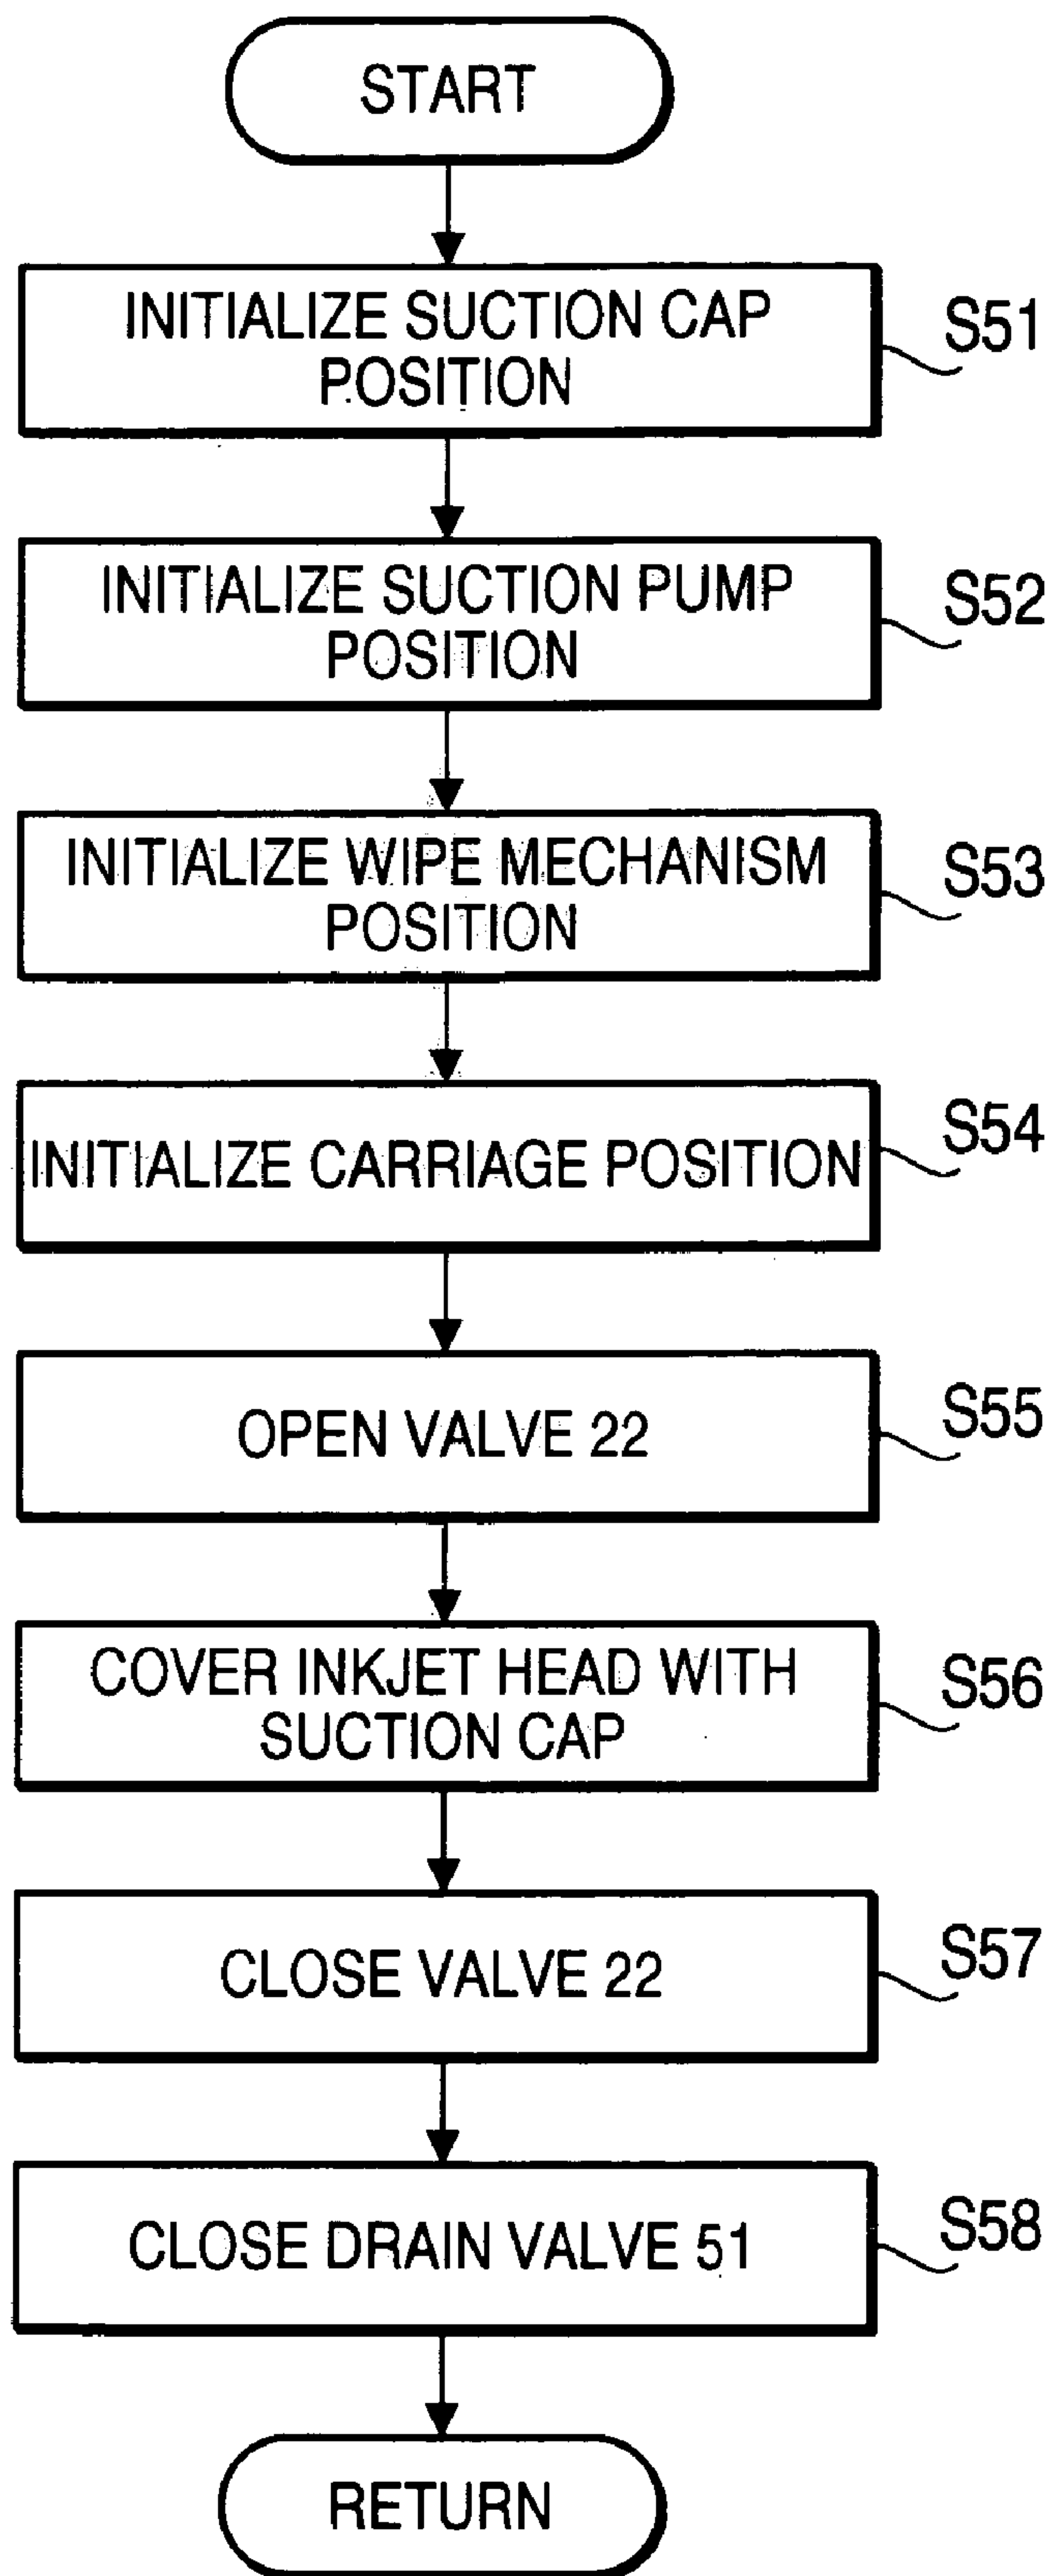 START
INITIALIZE SUCTION CAP
POSITION
S51
INITIALIZE SUCTION PUMP
POSITION
S52
INITIALIZE WIPE MECHANISM
POSITION
S53
INITIALIZE CARRIAGE POSITION
S54
OPEN VALVE 22
S55
COVER INKJET HEAD WITH
SUCTION CAP
S56
CLOSE VALVE 22
S57
CLOSE DRAIN VALVE 51
S58
RETURN